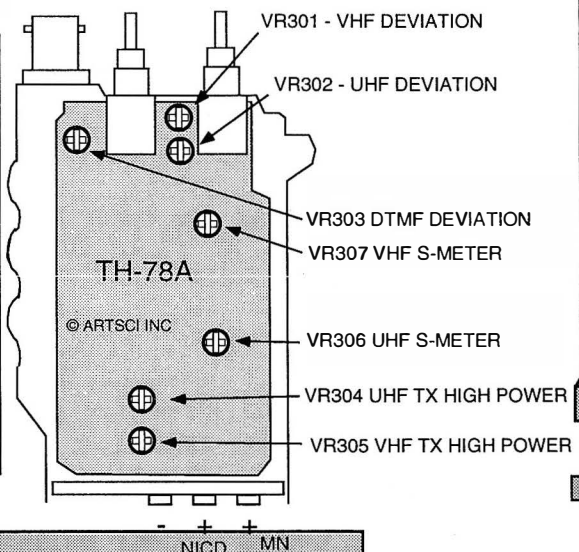 VR301 - VHF DEVIATION
VR302 - UHF DEVIATION
VR303 DTMF DEVIATION
VR307 VHF S-METER
TH-78A
© ARTSCI INC
VR306 UHF S-METER
VR304 UHF TX HIGH POWER
VR305 VHF TX HIGH POWER
- + +
NICD MN